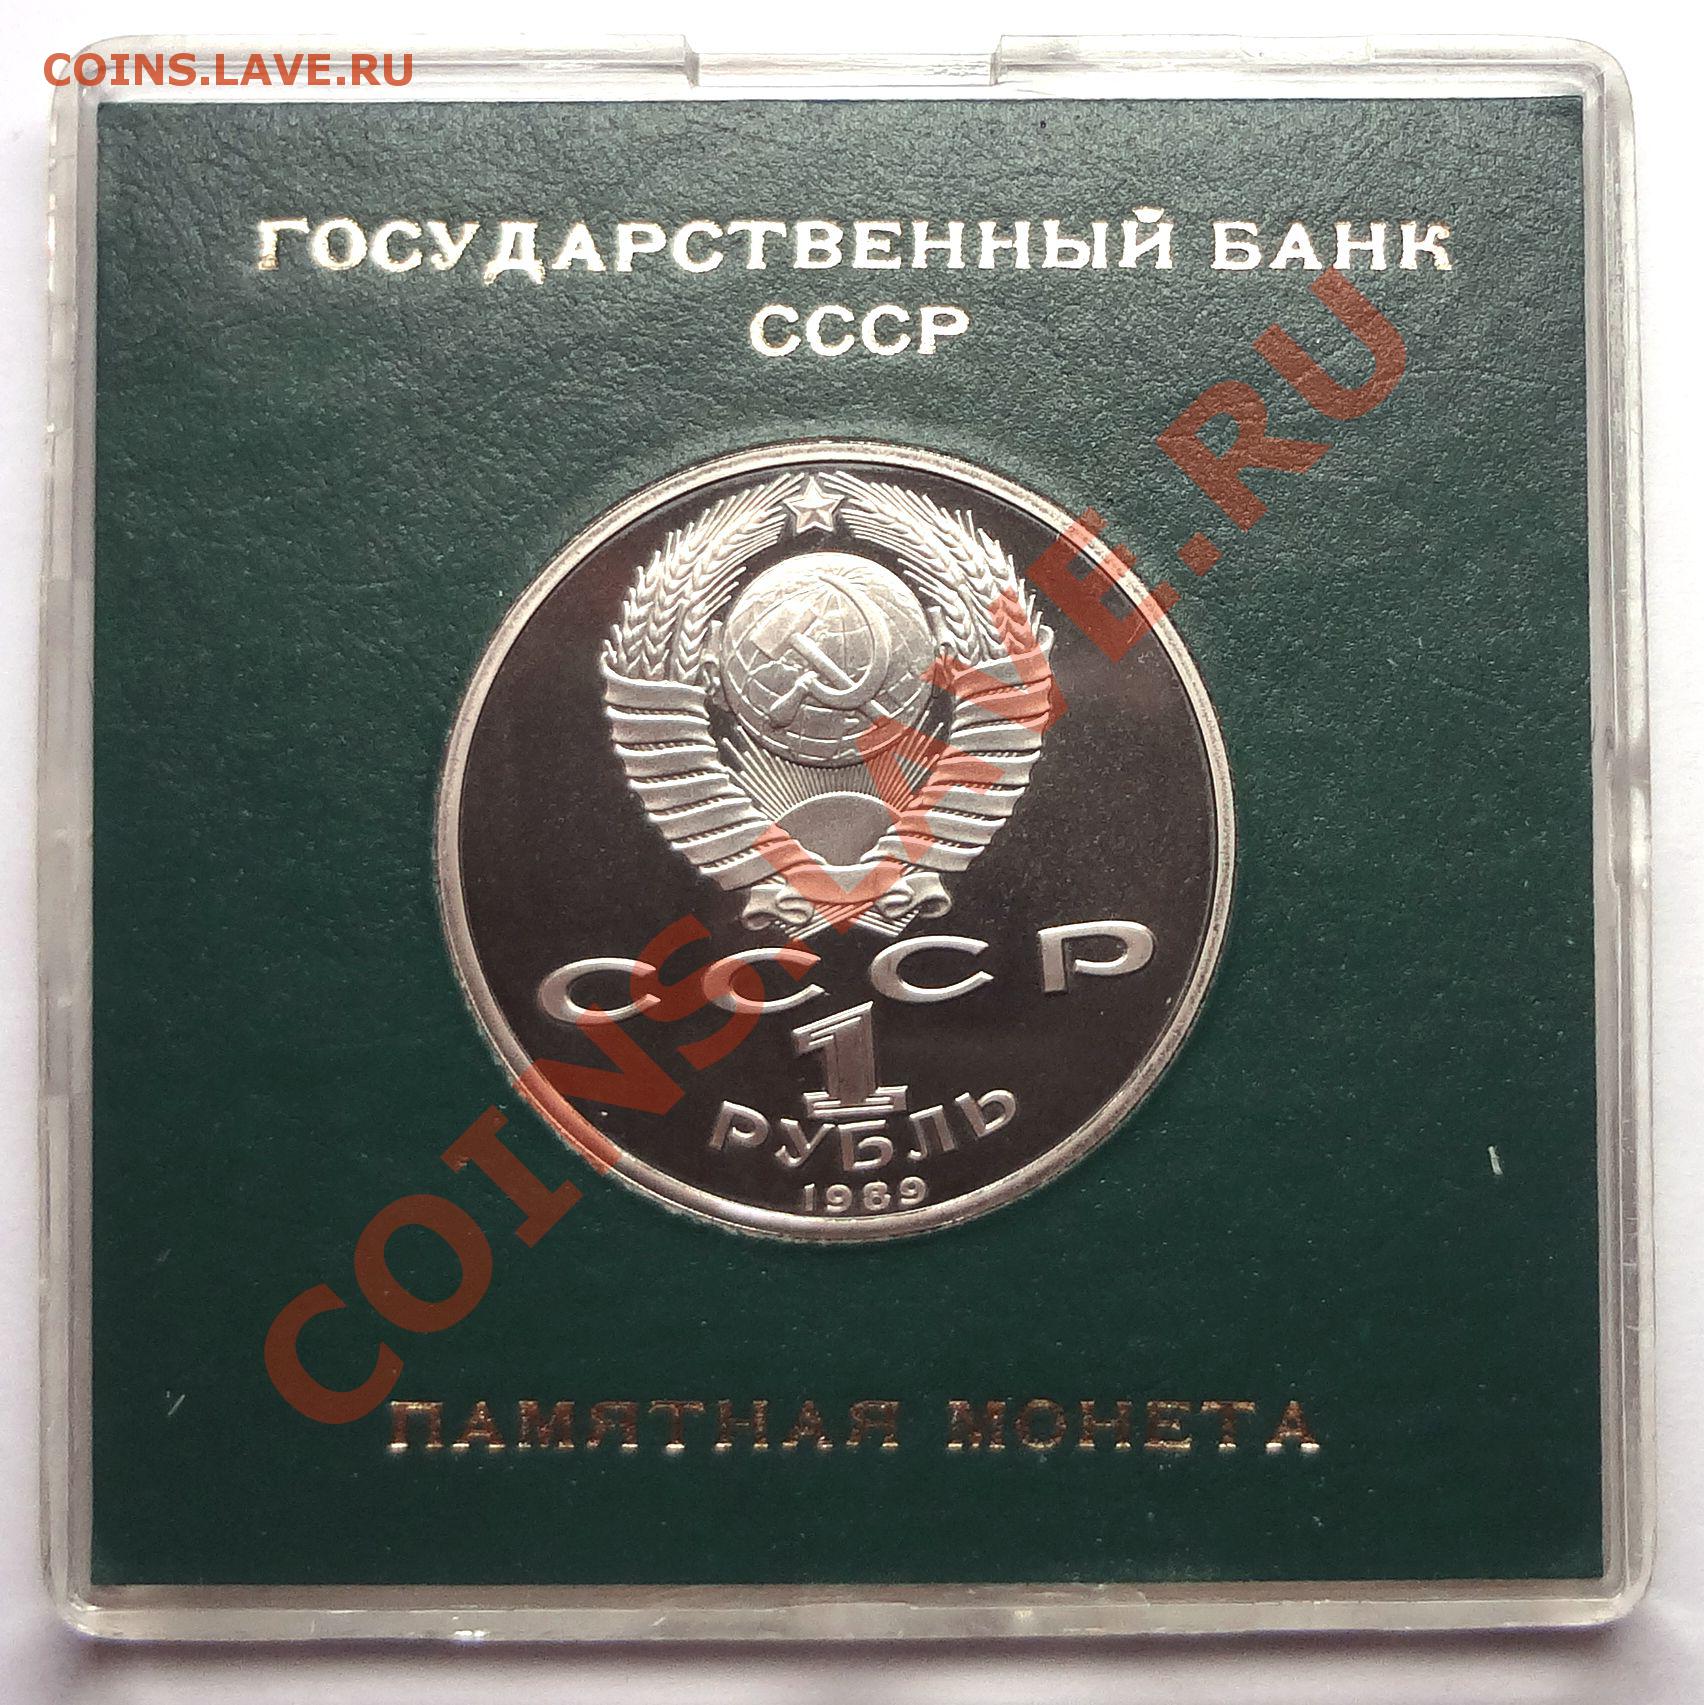 COINS.LAVE.RU
ГОСУДАРСТВЕННЫЙ БАНК
СССР
СССР
1
РУБЛЬ
1989
ПАМЯТНАЯ МОНЕТА
COINS.LAVE.RU